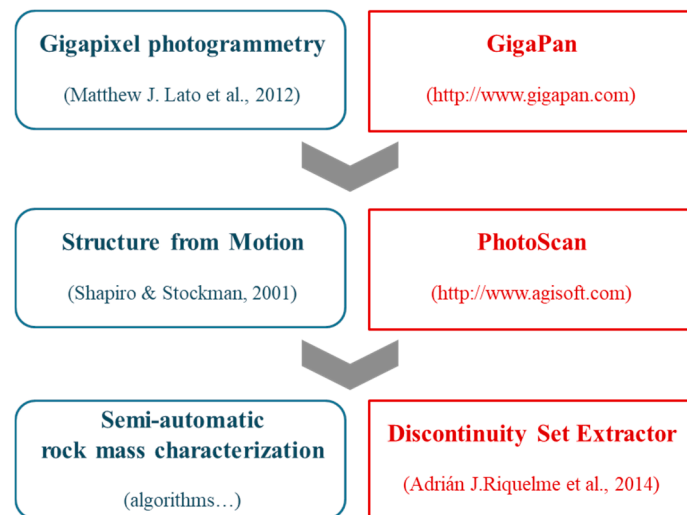 Gigapixel photogrammetry
(Matthew J. Lato et al., 2012)
GigaPan
(http://www.gigapan.com)
Structure from Motion
(Shapiro & Stockman, 2001)
PhotoScan
(http://www.agisoft.com)
Semi-automatic
rock mass characterization
(algorithms…)
Discontinuity Set Extractor
(Adrián J.Riquelme et al., 2014)